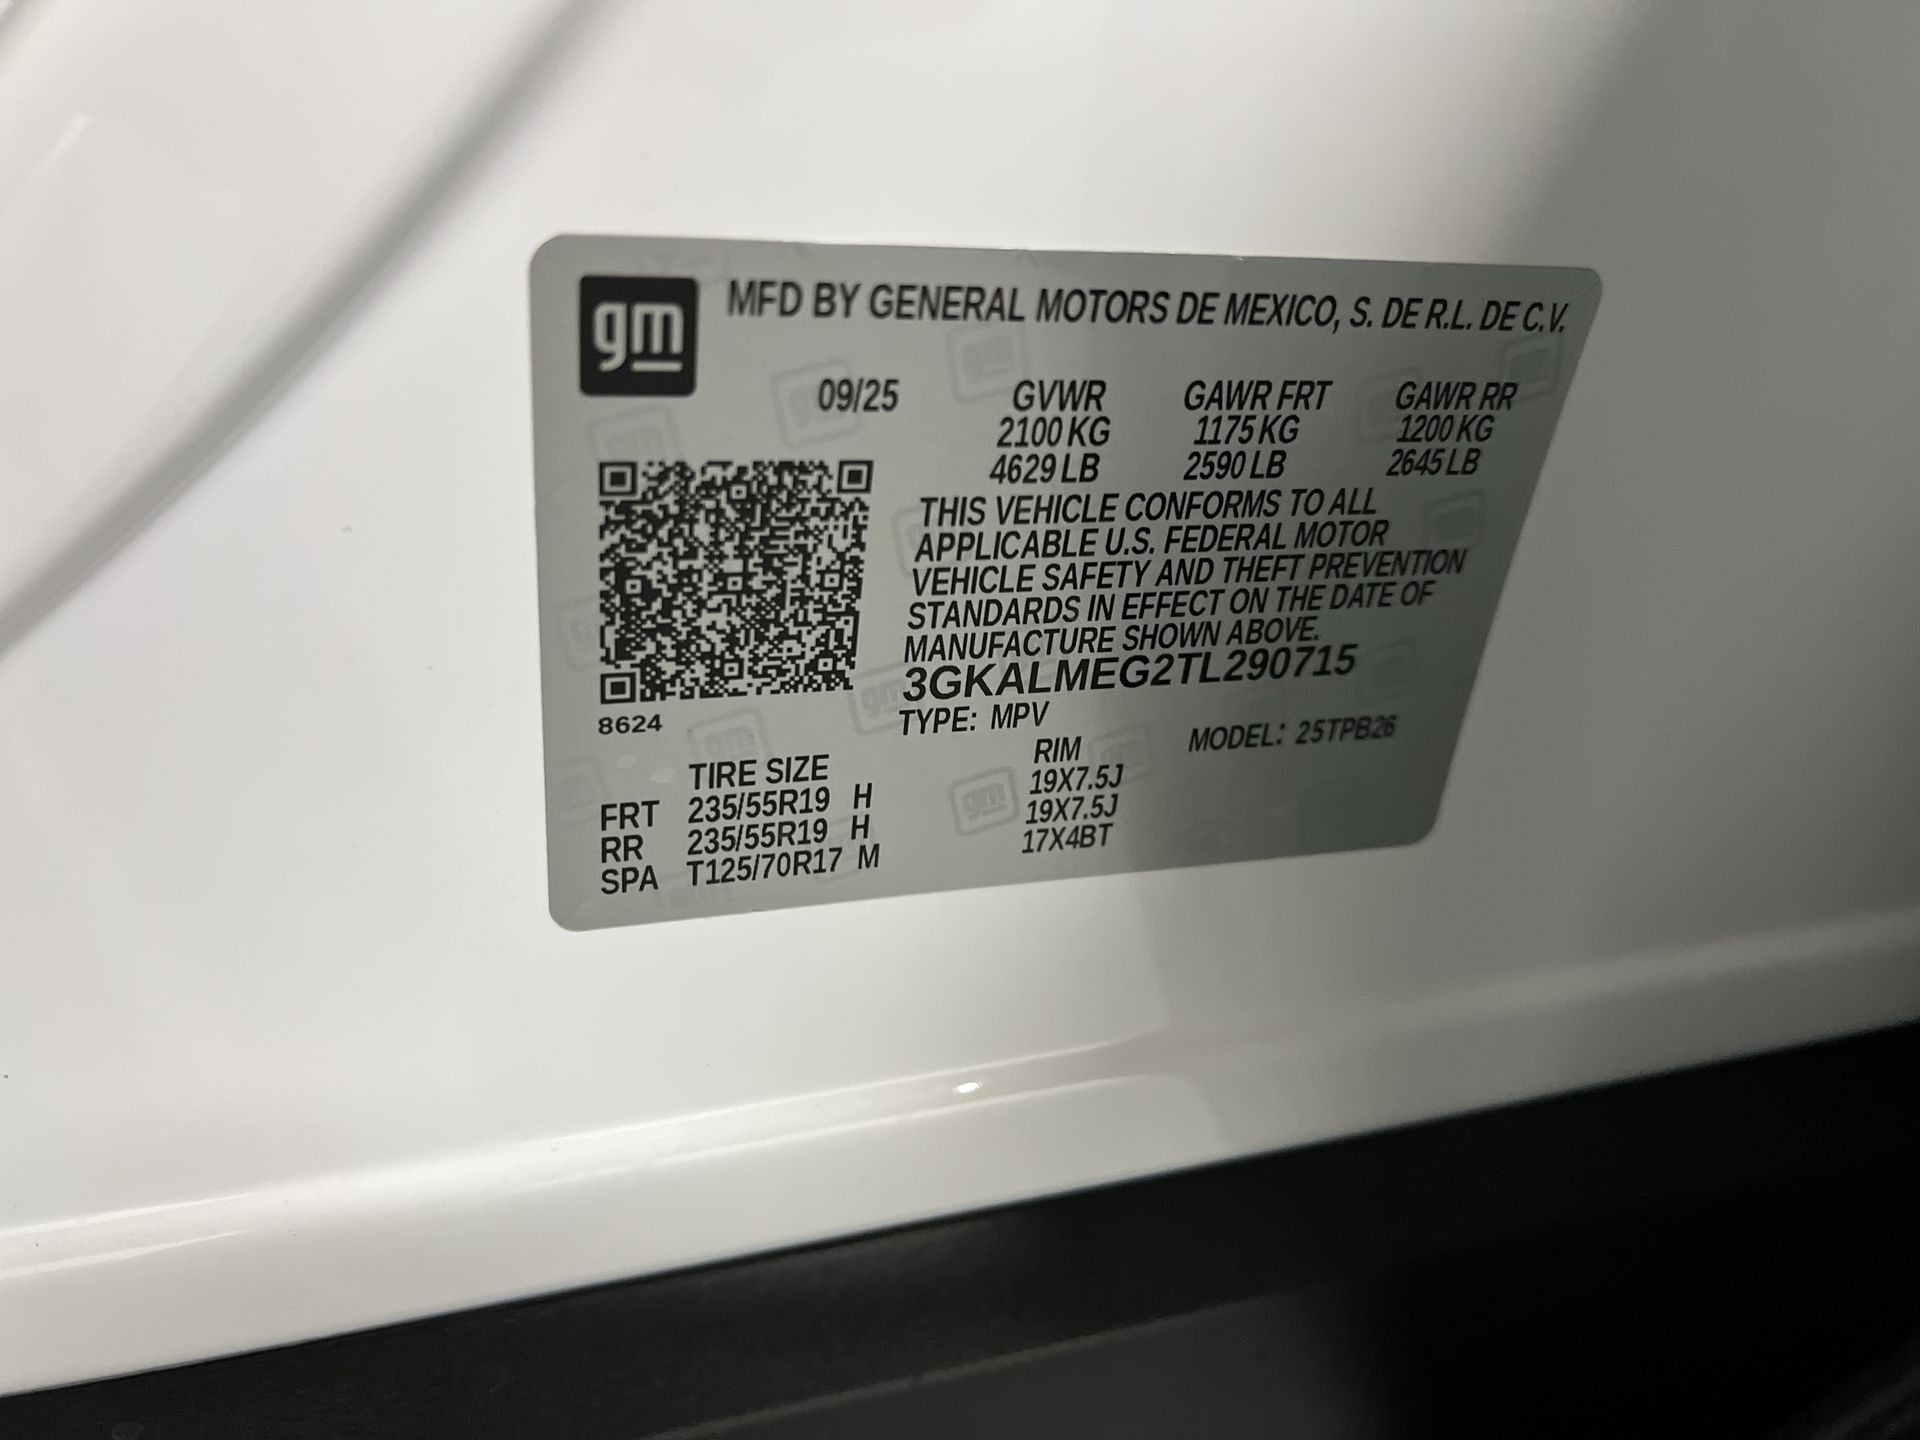 gm
MFD BY GENERAL MOTORS DE MEXICO, S. DE R.L. DE C.V.
09/25 GVWR GAWR FRT GAWR RR
2100 KG 1175 KG 1200 KG
4629 LB 2590 LB 2645 LB
THIS VEHICLE CONFORMS TO ALL
APPLICABLE U.S. FEDERAL MOTOR
VEHICLE SAFETY AND THEFT PREVENTION
STANDARDS IN EFFECT ON THE DATE OF
MANUFACTURE SHOWN ABOVE.
3GKALMEG2TL290715
8624
TYPE: MPV MODEL: 25TPB26
TIRE SIZE RIM
FRT 235/55R19 H 19X7.5J
RR 235/55R19 H 19X7.5J
SPA T125/70R17 M 17X4BT